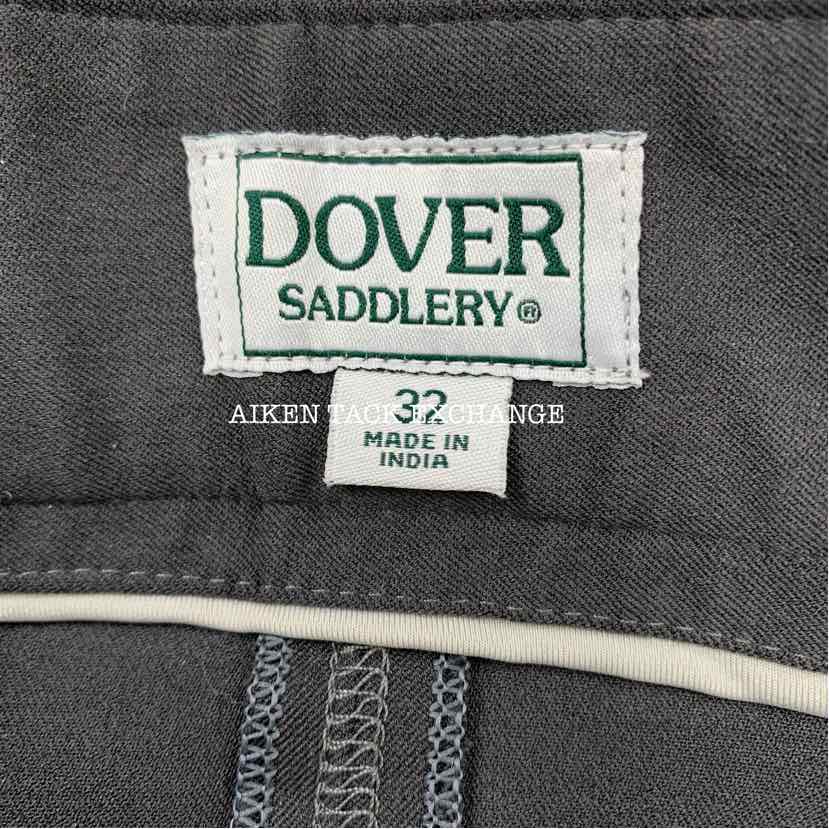 DOVER
SADDLERY®
32
AIKEN TACK EXCHANGE
MADE IN
INDIA